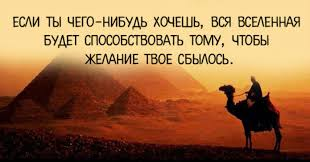 ЕСЛИ ТЫ ЧЕГО-НИБУДЬ ХОЧЕШЬ, ВСЯ ВСЕЛЕННАЯ
БУДЕТ СПОСОБСТВОВАТЬ ТОМУ, ЧТОБЫ
ЖЕЛАНИЕ ТВОЕ СБЫЛОСЬ.